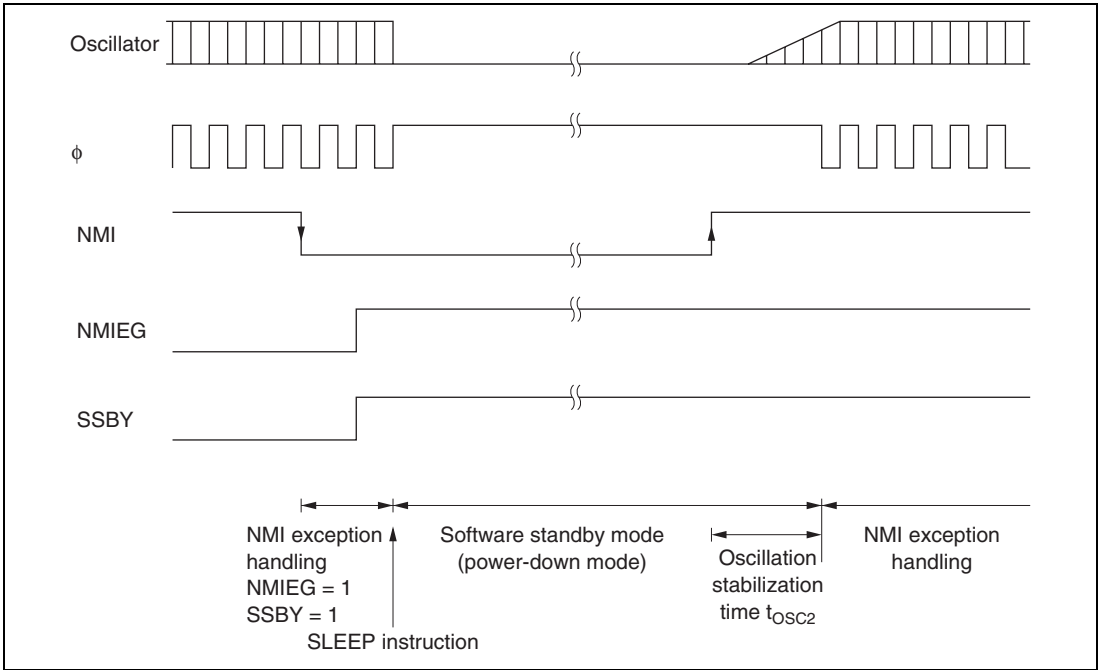 Oscillator
ϕ
NMI
NMIEG
SSBY
NMI exception
handling
NMIEG = 1
SSBY = 1
SLEEP instruction
Software standby mode
(power-down mode)
Oscillation
stabilization
time tOSC2
NMI exception
handling